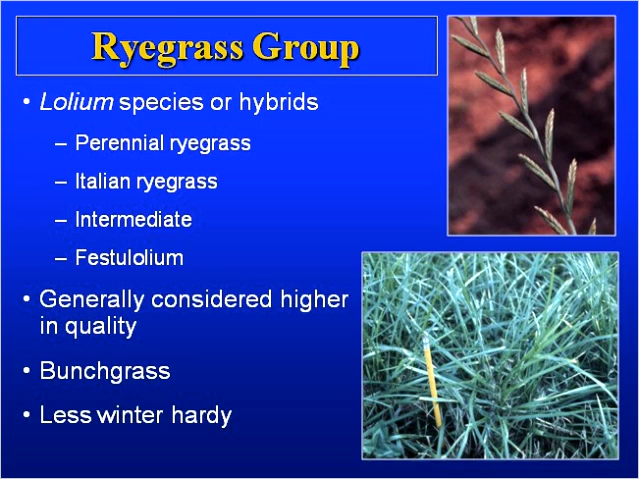 Ryegrass Group
• Lolium species or hybrids
– Perennial ryegrass
– Italian ryegrass
– Intermediate
– Festulolium
• Generally considered higher
in quality
• Bunchgrass
• Less winter hardy